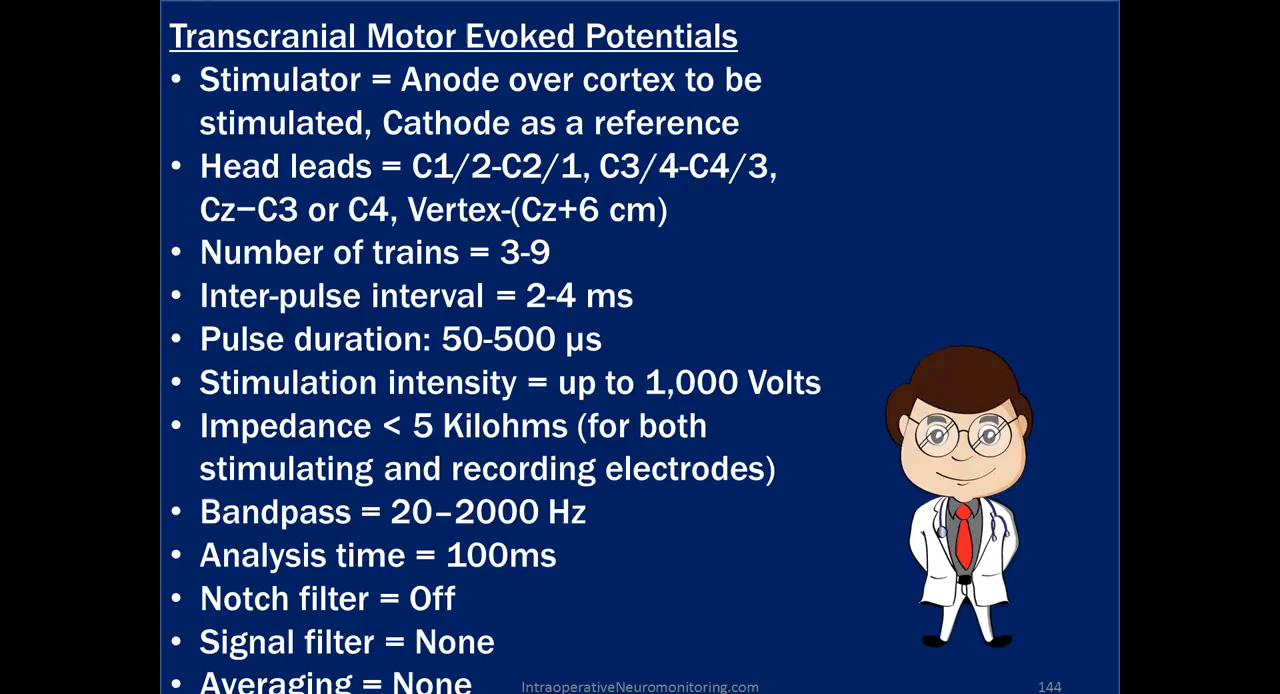 Transcranial Motor Evoked Potentials
• Stimulator = Anode over cortex to be
stimulated, Cathode as a reference
• Head leads = C1/2-C2/1, C3/4-C4/3,
Cz−C3 or C4, Vertex-(Cz+6 cm)
• Number of trains = 3-9
• Inter-pulse interval = 2-4 ms
• Pulse duration: 50-500 µs
• Stimulation intensity = up to 1,000 Volts
• Impedance < 5 Kilohms (for both
stimulating and recording electrodes)
• Bandpass = 20–2000 Hz
• Analysis time = 100ms
• Notch filter = Off
• Signal filter = None
• Averaging = None
IntraoperativeNeuromonitoring.com
144